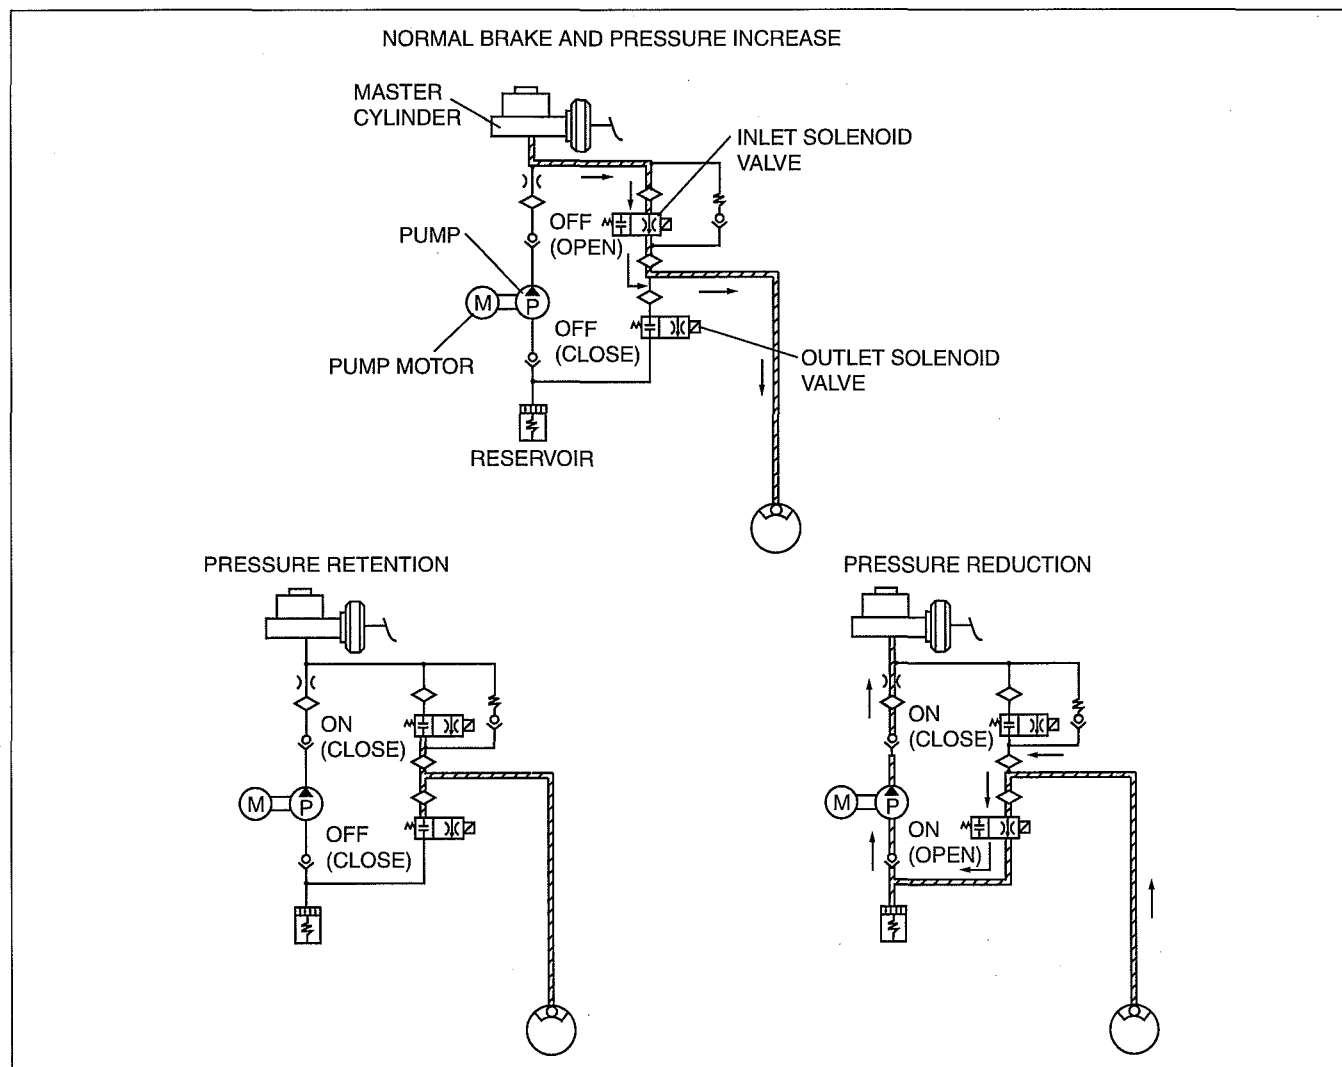 NORMAL BRAKE AND PRESSURE INCREASE
MASTER
CYLINDER
INLET SOLENOID
VALVE
OFF
(OPEN)
PUMP
M
P
OFF
(CLOSE)
PUMP MOTOR
OUTLET SOLENOID
VALVE
RESERVOIR
PRESSURE RETENTION
ON
(CLOSE)
M
P
OFF
(CLOSE)
PRESSURE REDUCTION
ON
(CLOSE)
M
P
ON
(OPEN)